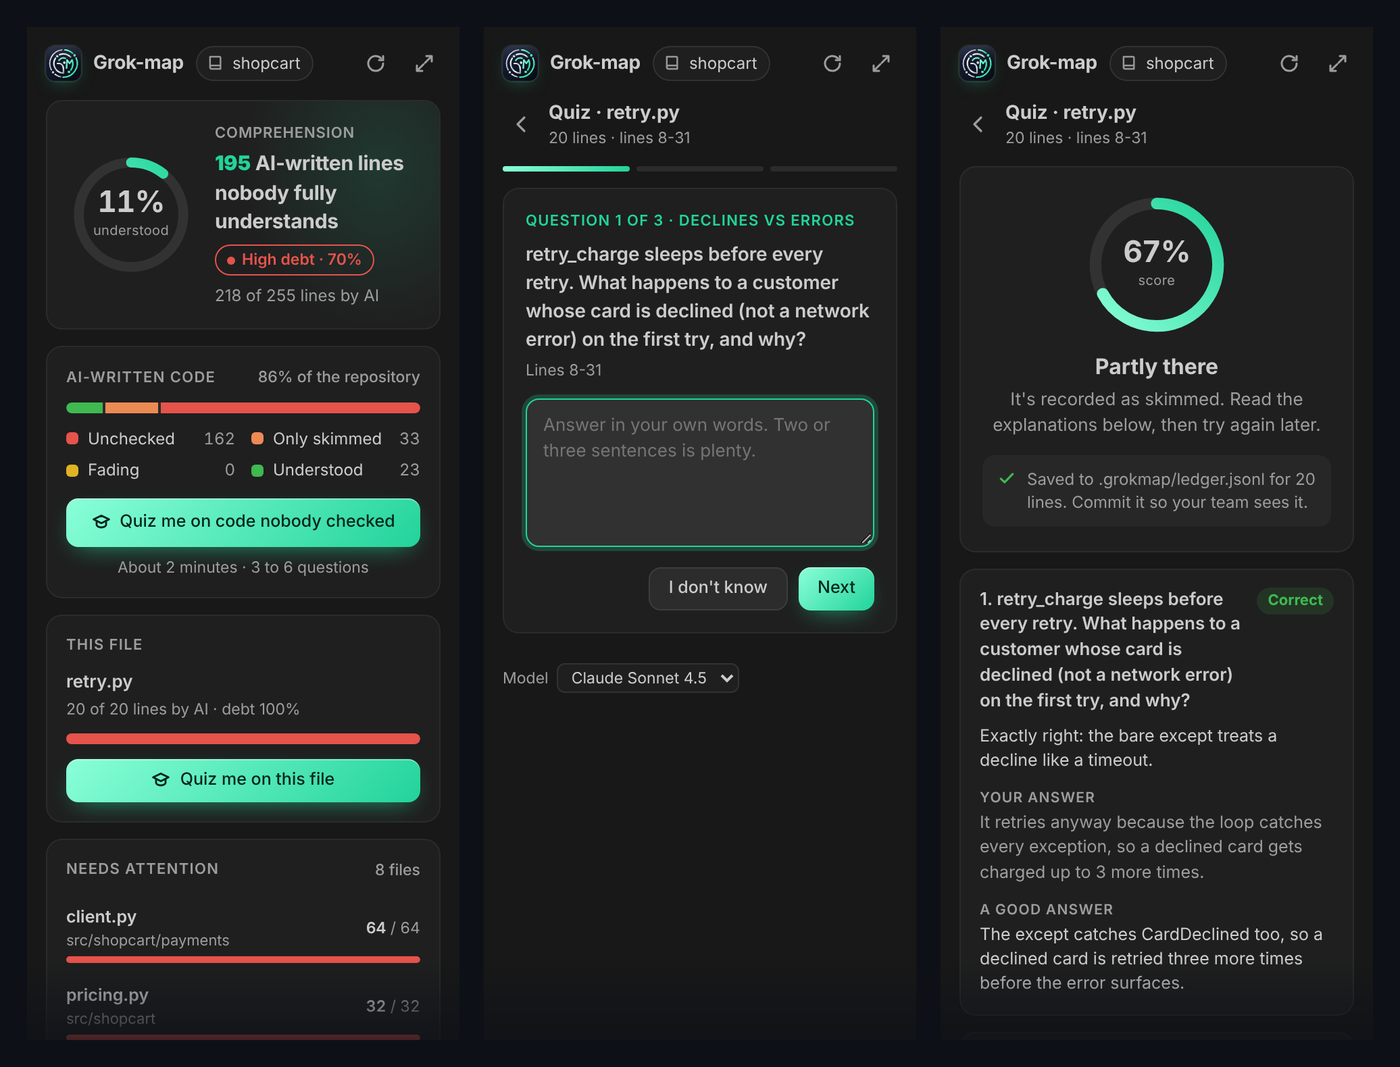 Grok-map
shopcart
COMPREHENSION
195 AI-written lines
nobody fully
understands
11%
understood
High debt · 70%
218 of 255 lines by AI
AI-WRITTEN CODE
86% of the repository
Unchecked 162
Only skimmed 33
Fading 0
Understood 23
Quiz me on code nobody checked
About 2 minutes · 3 to 6 questions
THIS FILE
retry.py
20 of 20 lines by AI · debt 100%
Quiz me on this file
NEEDS ATTENTION
8 files
client.py
src/shopcart/payments
64 / 64
pricing.py
src/shopcart
32 / 32
Grok-map
shopcart
Quiz · retry.py
20 lines · lines 8-31
QUESTION 1 OF 3 · DECLINES VS ERRORS
retry_charge sleeps before every
retry. What happens to a customer
whose card is declined (not a network
error) on the first try, and why?
Lines 8-31
Answer in your own words. Two or
three sentences is plenty.
I don't know
Next
Model
Claude Sonnet 4.5
Grok-map
shopcart
Quiz · retry.py
20 lines · lines 8-31
67%
score
Partly there
It's recorded as skimmed. Read the
explanations below, then try again later.
Saved to .grokmap/ledger.jsonl for 20
lines. Commit it so your team sees it.
1. retry_charge sleeps before
every retry. What happens to a
customer whose card is
declined (not a network error)
on the first try, and why?
Correct
Exactly right: the bare except treats a
decline like a timeout.
YOUR ANSWER
It retries anyway because the loop catches
every exception, so a declined card gets
charged up to 3 more times.
A GOOD ANSWER
The except catches CardDeclined too, so a
declined card is retried three more times
before the error surfaces.